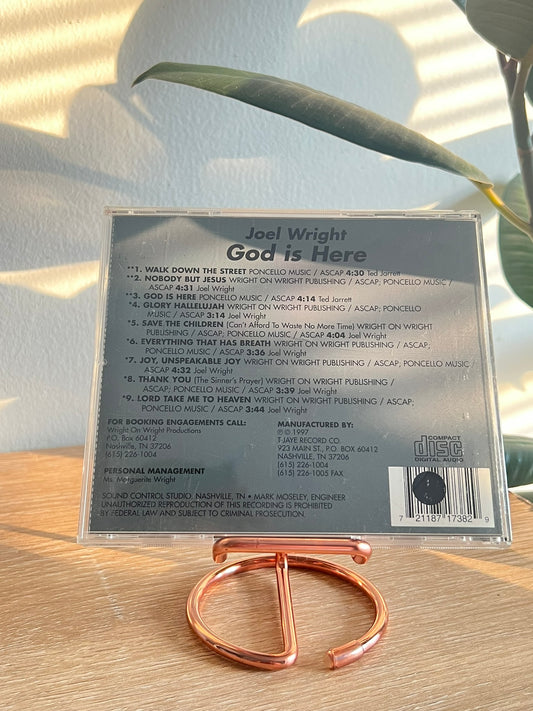 Joel Wright
God is Here
**1. WALK DOWN THE STREET PONCELLO MUSIC / ASCAP 4:30 Ted Jarrett
**2. NOBODY BUT JESUS WRIGHT ON WRIGHT PUBLISHING / ASCAP; PONCELLO MUSIC /
ASCAP 4:31 Joel Wright
**3. GOD IS HERE PONCELLO MUSIC / ASCAP 4:14 Ted Jarrett
*4. GLORY HALLELUJAH WRIGHT ON WRIGHT PUBLISHING / ASCAP; PONCELLO
MUSIC 3:14 Joel Wright
*5. SAVE THE CHILDREN (Can't Afford To Waste No More Time) WRIGHT ON WRIGHT
PUBLISHING / ASCAP; PONCELLO MUSIC / ASCAP 4:04 Joel Wright
*6. EVERYTHING THAT HAS BREATH WRIGHT ON WRIGHT PUBLISHING / ASCAP;
PONCELLO MUSIC / ASCAP 3:36 Joel Wright
*7. JOY, UNSPEAKABLE JOY WRIGHT ON WRIGHT PUBLISHING / ASCAP; PONCELLO MUSIC /
ASCAP 4:32 Joel Wright
*8. THANK YOU (The Sinner's Prayer) WRIGHT ON WRIGHT PUBLISHING /
ASCAP; PONCELLO MUSIC / ASCAP 3:39 Joel Wright
*9. LORD TAKE ME TO HEAVEN WRIGHT ON WRIGHT PUBLISHING / ASCAP;
PONCELLO MUSIC / ASCAP 3:44 Joel Wright
FOR BOOKING ENGAGEMENTS CALL:
Wright On Wright Productions
P.O. Box 60412
Nashville, TN 37206
(615) 226-1004
PERSONAL MANAGEMENT
Ms. Marguerite Wright
MANUFACTURED BY:
℗ © 1997
T-JAYE RECORD CO.
923 MAIN ST., P.O. BOX 60412
NASHVILLE, TN 37206
(615) 226-1004
(615) 226-1005 FAX
COMPACT
disc
DIGITAL AUDIO
SOUND CONTROL STUDIO, NASHVILLE, TN • MARK MOSELEY, ENGINEER
UNAUTHORIZED REPRODUCTION OF THIS RECORDING IS PROHIBITED
BY FEDERAL LAW AND SUBJECT TO CRIMINAL PROSECUTION.
7 21187 17382 9